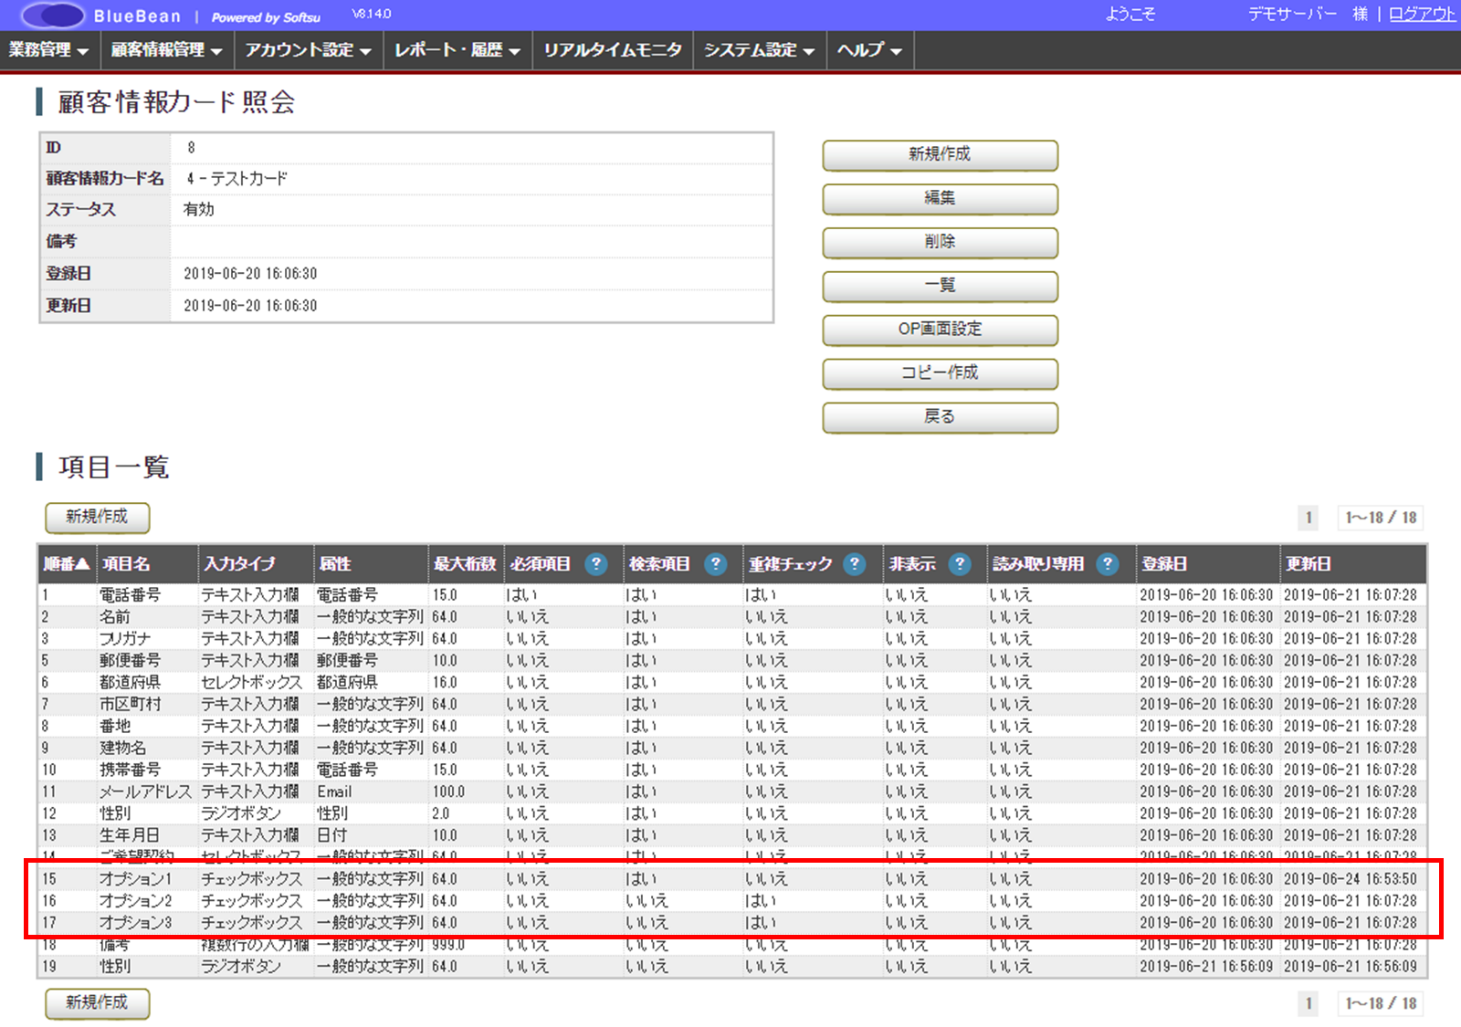 BlueBean | Powered by Softsu V8.14.0 ようこそ デモサーバー 様 | ログアウト
業務管理▼ 顧客情報管理▼ アカウント設定▼ レポート・履歴▼ リアルタイムモニタ システム設定▼ ヘルプ▼
顧客情報カード照会
ID 8
顧客情報カード名 4 - テストカード
ステータス 有効
備考
登録日 2019-06-20 16:06:30
更新日 2019-06-20 16:06:30
新規作成
編集
削除
一覧
OP画面設定
コピー作成
戻る
項目一覧
新規作成 1 1～18 / 18
順番▲ 項目名 入力タイプ 属性 最大桁数 必須項目 ? 検索項目 ? 重複チェック ? 非表示 ? 読み取り専用 ? 登録日 更新日
1 電話番号 テキスト入力欄 電話番号 15.0 はい はい はい いいえ いいえ 2019-06-20 16:06:30 2019-06-21 16:07:28
2 名前 テキスト入力欄 一般的な文字列 64.0 いいえ はい いいえ いいえ いいえ 2019-06-20 16:06:30 2019-06-21 16:07:28
3 フリガナ テキスト入力欄 一般的な文字列 64.0 いいえ はい いいえ いいえ いいえ 2019-06-20 16:06:30 2019-06-21 16:07:28
5 郵便番号 テキスト入力欄 郵便番号 10.0 いいえ はい いいえ いいえ いいえ 2019-06-20 16:06:30 2019-06-21 16:07:28
6 都道府県 セレクトボックス 都道府県 16.0 いいえ はい いいえ いいえ いいえ 2019-06-20 16:06:30 2019-06-21 16:07:28
7 市区町村 テキスト入力欄 一般的な文字列 64.0 いいえ はい いいえ いいえ いいえ 2019-06-20 16:06:30 2019-06-21 16:07:28
8 番地 テキスト入力欄 一般的な文字列 64.0 いいえ はい いいえ いいえ いいえ 2019-06-20 16:06:30 2019-06-21 16:07:28
9 建物名 テキスト入力欄 一般的な文字列 64.0 いいえ はい いいえ いいえ いいえ 2019-06-20 16:06:30 2019-06-21 16:07:28
10 携帯番号 テキスト入力欄 電話番号 15.0 いいえ はい いいえ いいえ いいえ 2019-06-20 16:06:30 2019-06-21 16:07:28
11 メールアドレス テキスト入力欄 Email 100.0 いいえ はい いいえ いいえ いいえ 2019-06-20 16:06:30 2019-06-21 16:07:28
12 性別 ラジオボタン 性別 2.0 いいえ はい いいえ いいえ いいえ 2019-06-20 16:06:30 2019-06-21 16:07:28
13 生年月日 テキスト入力欄 日付 10.0 いいえ はい いいえ いいえ いいえ 2019-06-20 16:06:30 2019-06-21 16:07:28
14 ご希望契約 セレクトボックス 一般的な文字列 64.0 いいえ はい いいえ いいえ いいえ 2019-06-20 16:06:30 2019-06-21 16:07:28
15 オプション1 チェックボックス 一般的な文字列 64.0 いいえ はい いいえ いいえ いいえ 2019-06-20 16:06:30 2019-06-24 16:53:50
16 オプション2 チェックボックス 一般的な文字列 64.0 いいえ いいえ はい いいえ いいえ 2019-06-20 16:06:30 2019-06-21 16:07:28
17 オプション3 チェックボックス 一般的な文字列 64.0 いいえ いいえ はい いいえ いいえ 2019-06-20 16:06:30 2019-06-21 16:07:28
18 備考 複数行の入力欄 一般的な文字列 999.0 いいえ いいえ いいえ いいえ いいえ 2019-06-20 16:06:30 2019-06-21 16:07:28
19 性別 ラジオボタン 一般的な文字列 64.0 いいえ いいえ いいえ いいえ いいえ 2019-06-21 16:56:09 2019-06-21 16:56:09
新規作成 1 1～18 / 18